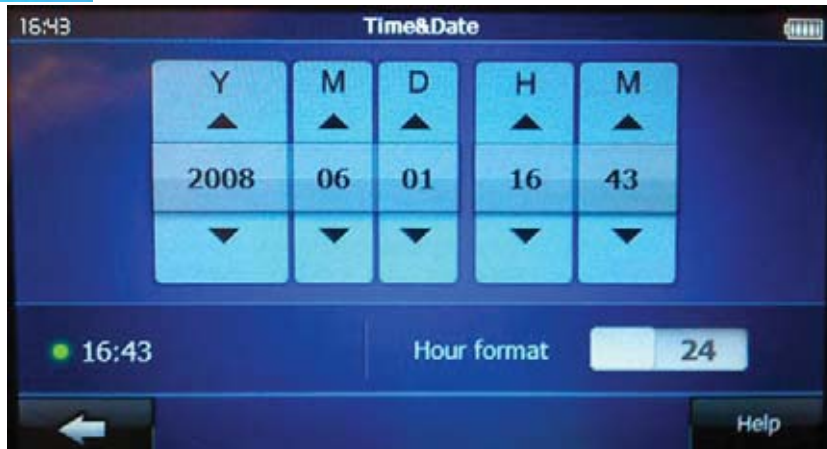 16:43 Time&Date
Y M D H M
2008 06 01 16 43
16:43 Hour format 24
Help